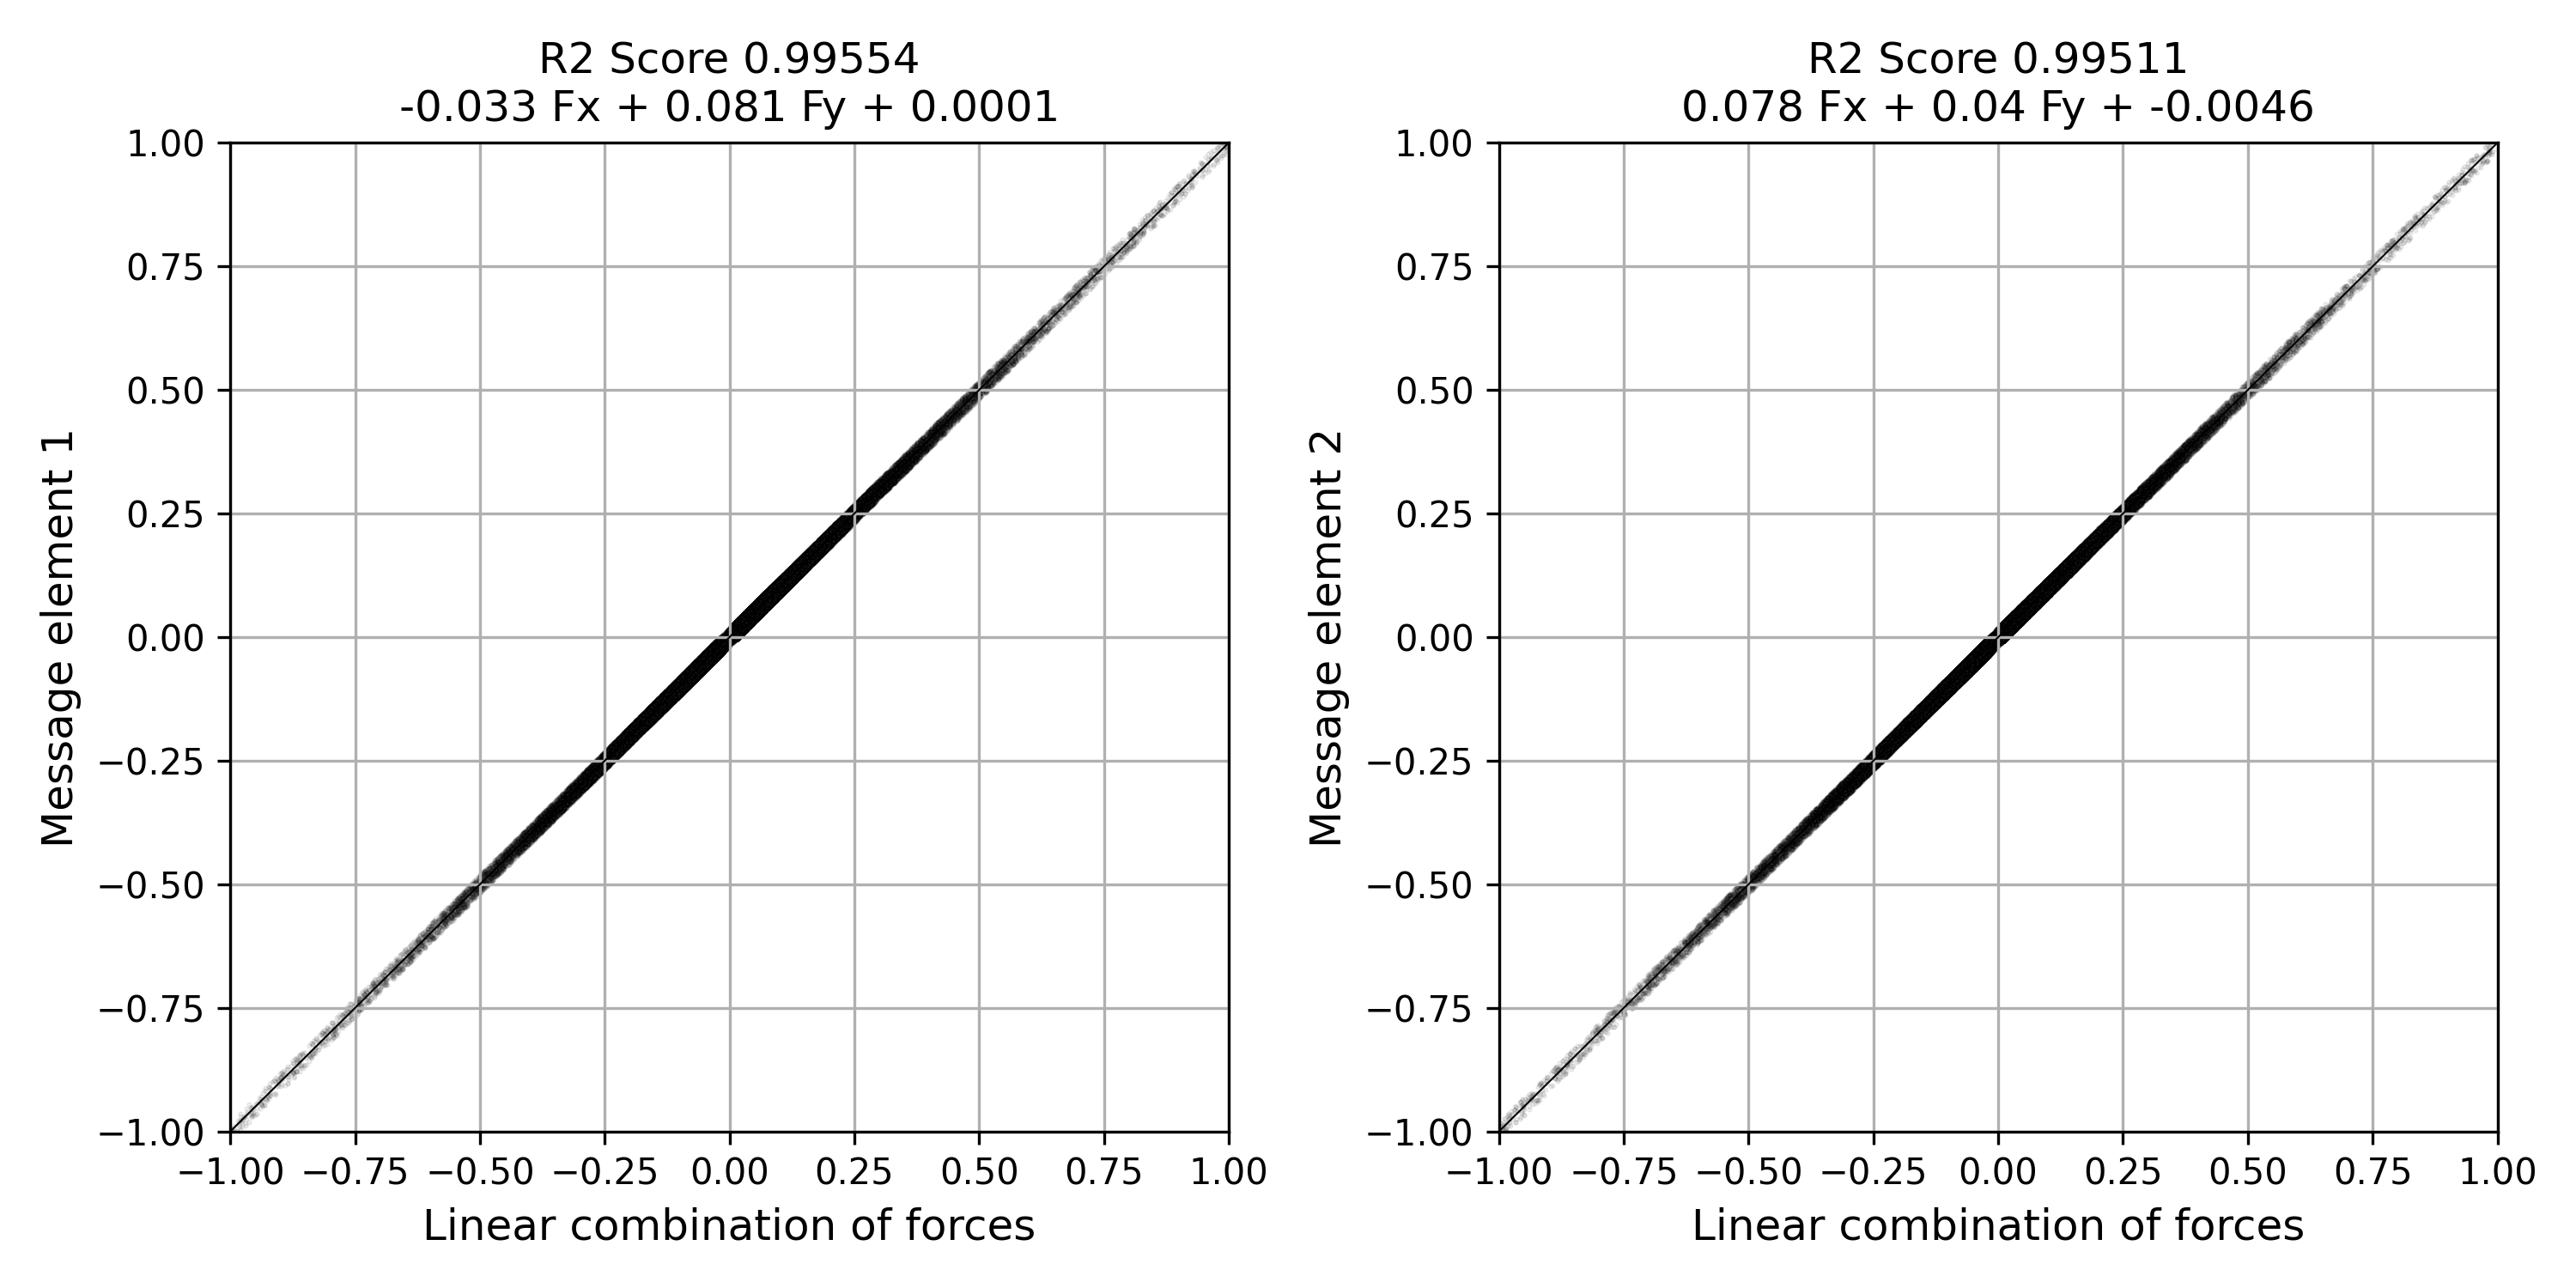 R2 Score 0.99554
-0.033 Fx + 0.081 Fy + 0.0001
1.00
0.75
0.50
0.25
0.00
−0.25
−0.50
−0.75
−1.00
Message element 1
−1.00 −0.75 −0.50 −0.25 0.00 0.25 0.50 0.75 1.00
Linear combination of forces
R2 Score 0.99511
0.078 Fx + 0.04 Fy + -0.0046
1.00
0.75
0.50
0.25
0.00
−0.25
−0.50
−0.75
−1.00
Message element 2
−1.00 −0.75 −0.50 −0.25 0.00 0.25 0.50 0.75 1.00
Linear combination of forces